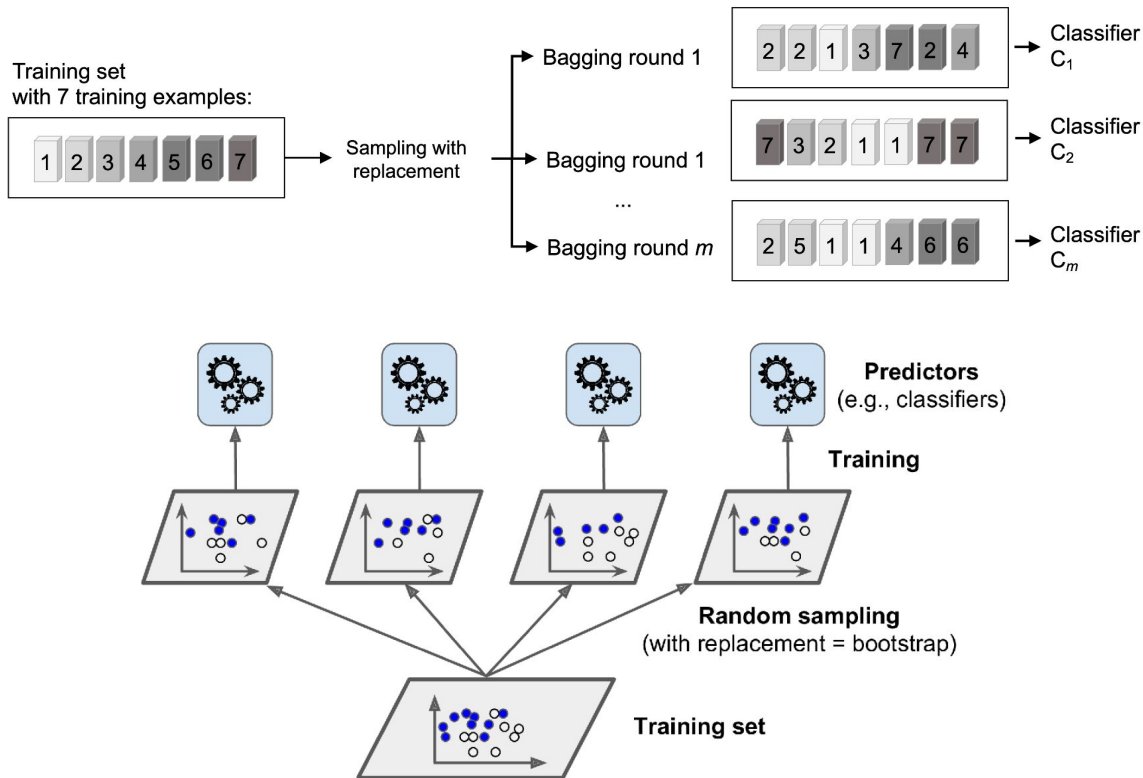 Training set
with 7 training examples:
1 2 3 4 5 6 7
Sampling with
replacement
Bagging round 1
2 2 1 3 7 2 4
Classifier
C1
Bagging round 1
7 3 2 1 1 7 7
Classifier
C2
...
Bagging round m
2 5 1 1 4 6 6
Classifier
Cm
Predictors
(e.g., classifiers)
Training
Random sampling
(with replacement = bootstrap)
Training set